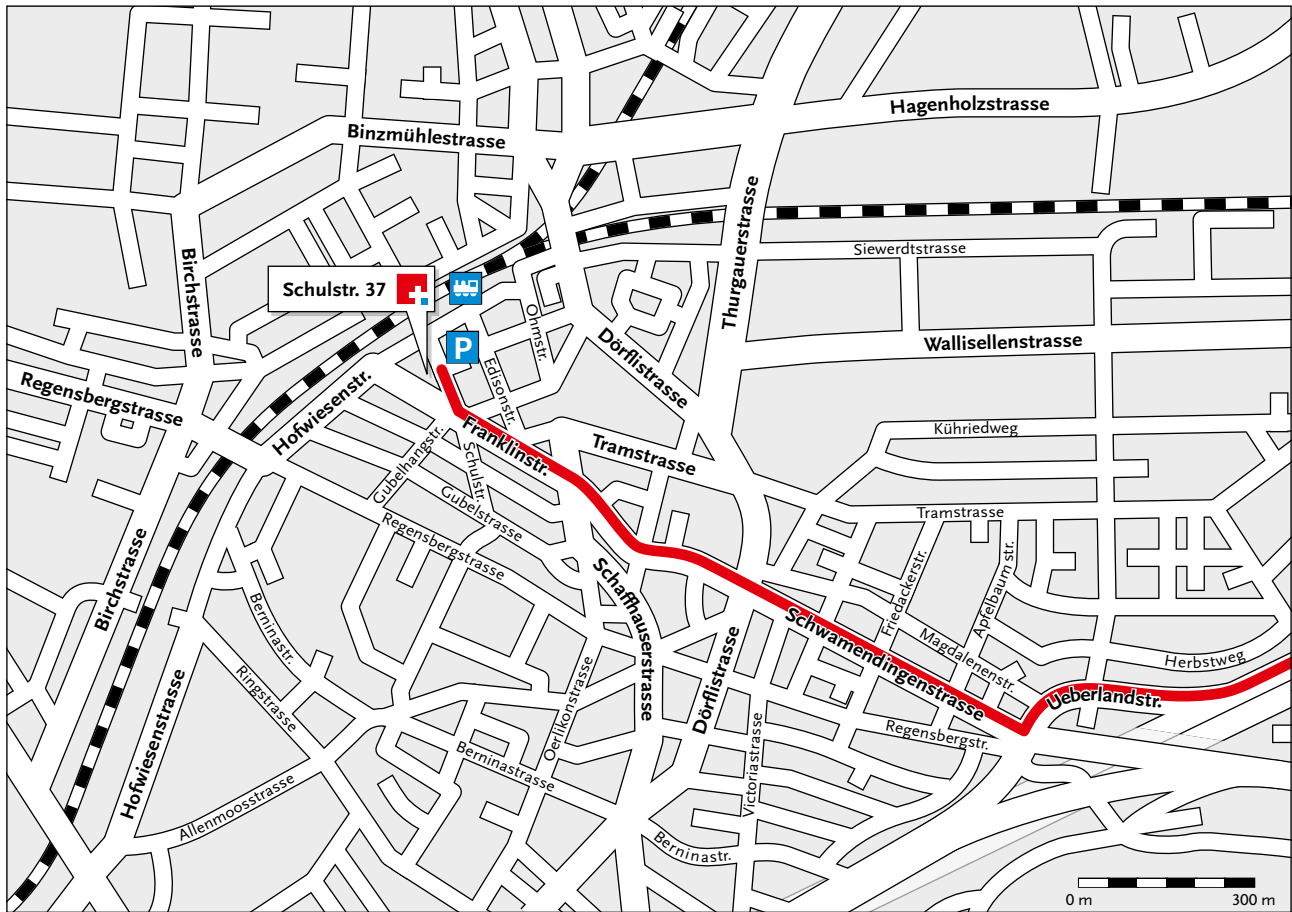 Hagenholzstrasse
Binzmühlestrasse
Thurgauerstrasse
Siewerdtstrasse
Birchstrasse
Schulstr. 37
P
Ohmstr.
Dörflistrasse
Wallisellenstrasse
Edisonstr.
Regensbergstrasse
Hofwiesenstr.
Franklinstr.
Tramstrasse
Kühriedweg
Gubelhangstr.
Schulstr.
Gubelstrasse
Regensbergstrasse
Tramstrasse
Birchstrasse
Schaffhauserstrasse
Friedackerstr.
Apfelbaumstr.
Berninastr.
Schwamendingenstrasse
Magdalenenstr.
Herbstweg
Ringstrasse
Hofwiesenstrasse
Oerlikonstrasse
Dörflistrasse
Ueberlandstr.
Regensbergstr.
Berninastrasse
Victoriastrasse
Allenmoosstrasse
Berninastr.
0 m
300 m